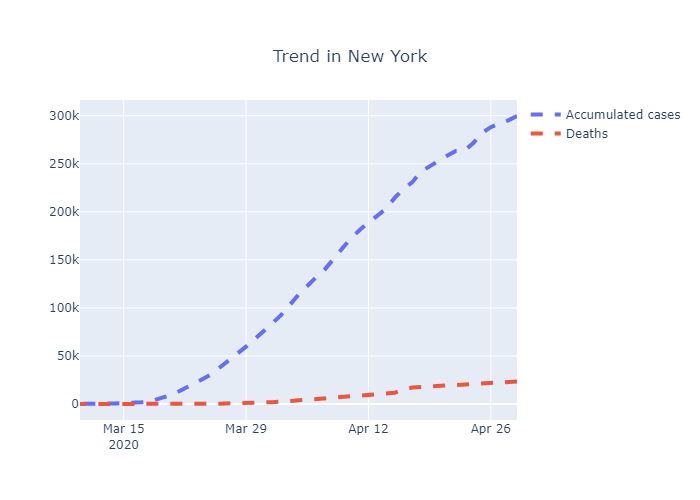 Trend in New York
Accumulated cases
Deaths
300k
250k
200k
150k
100k
50k
0
Mar 15
2020
Mar 29
Apr 12
Apr 26